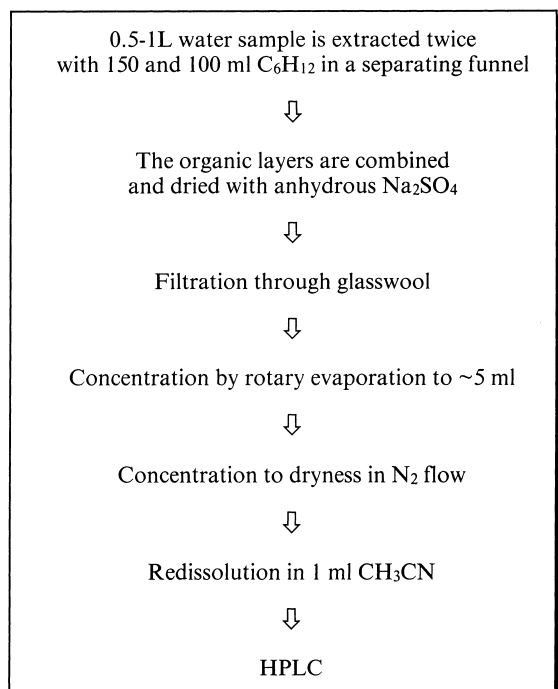 0.5-1L water sample is extracted twice
with 150 and 100 ml C₆H₁₂ in a separating funnel
⇩
The organic layers are combined
and dried with anhydrous Na₂SO₄
⇩
Filtration through glasswool
⇩
Concentration by rotary evaporation to ~5 ml
⇩
Concentration to dryness in N₂ flow
⇩
Redissolution in 1 ml CH₃CN
⇩
HPLC